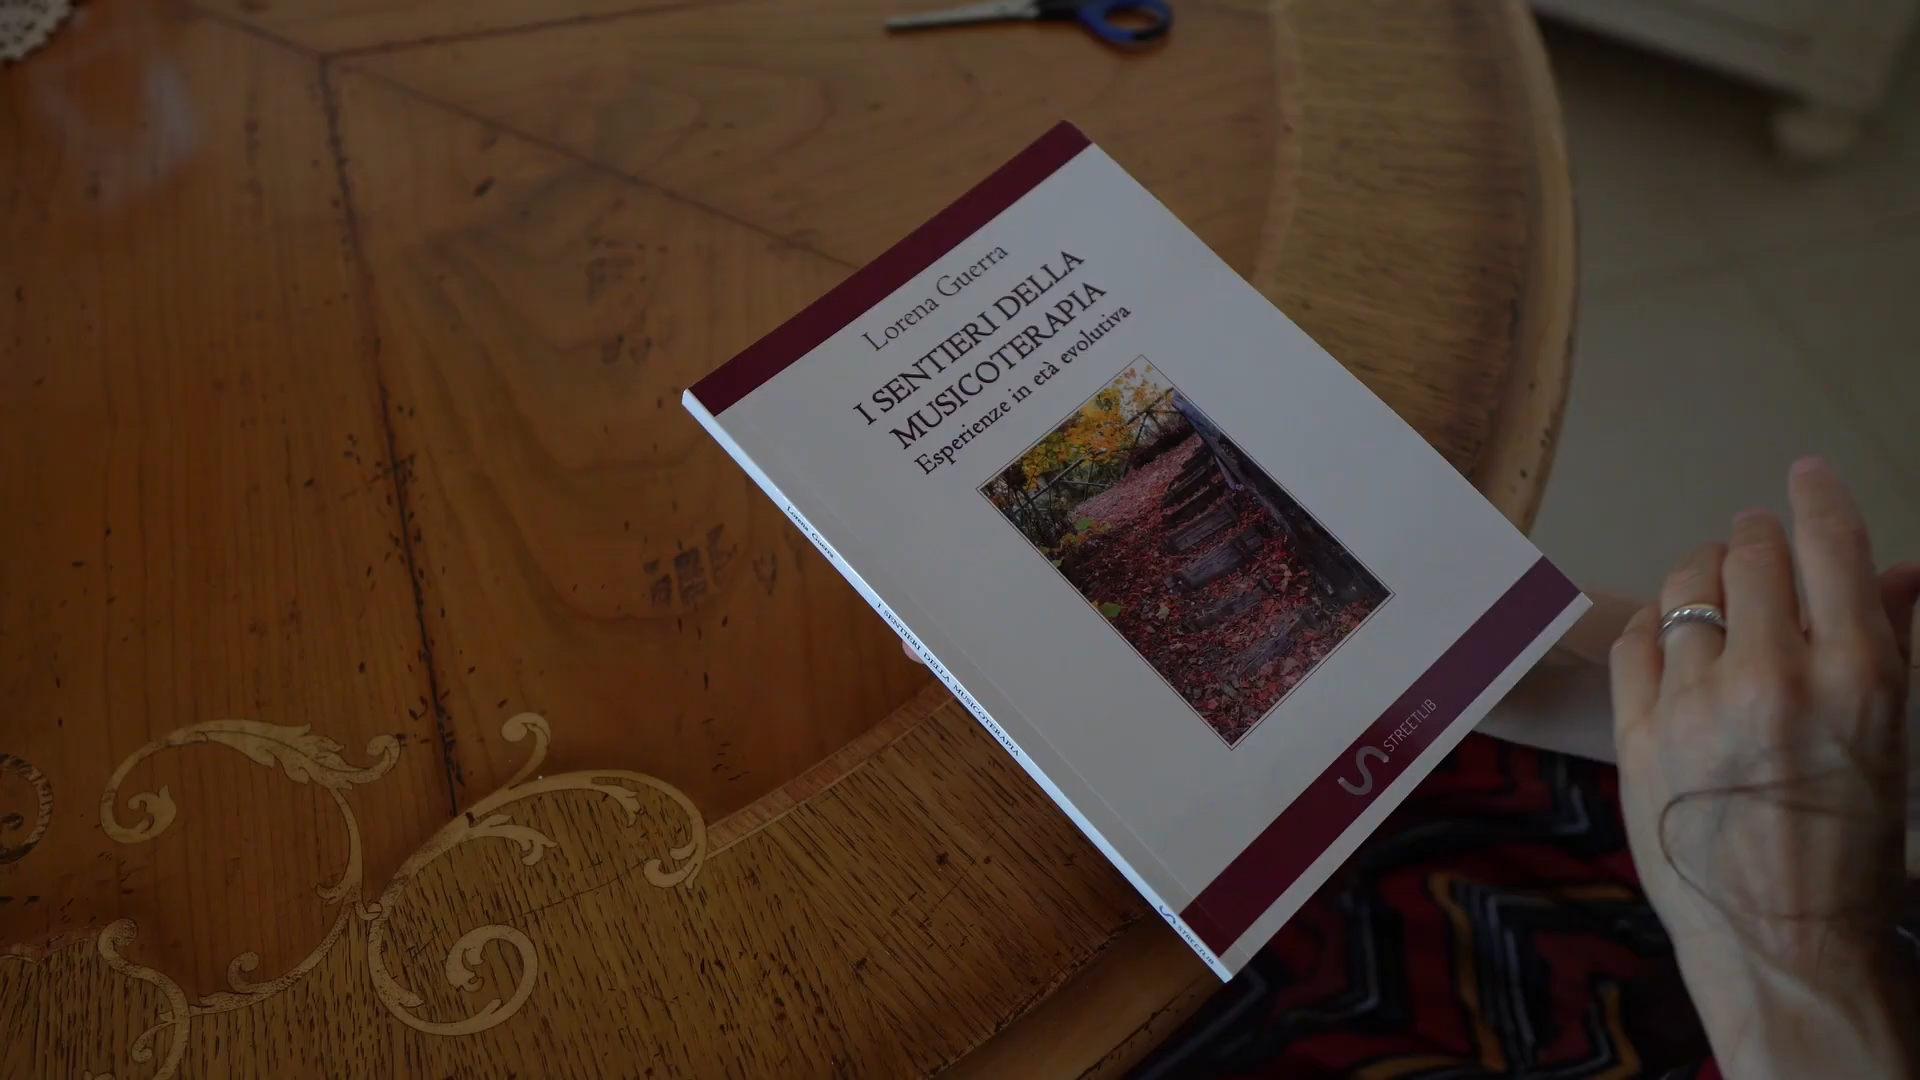 Lorena Guerra
I SENTIERI DELLA
MUSICOTERAPIA
Esperienze in età evolutiva
STREETLIB
Lorena Guerra
I SENTIERI DELLA MUSICOTERAPIA
STREETLIB